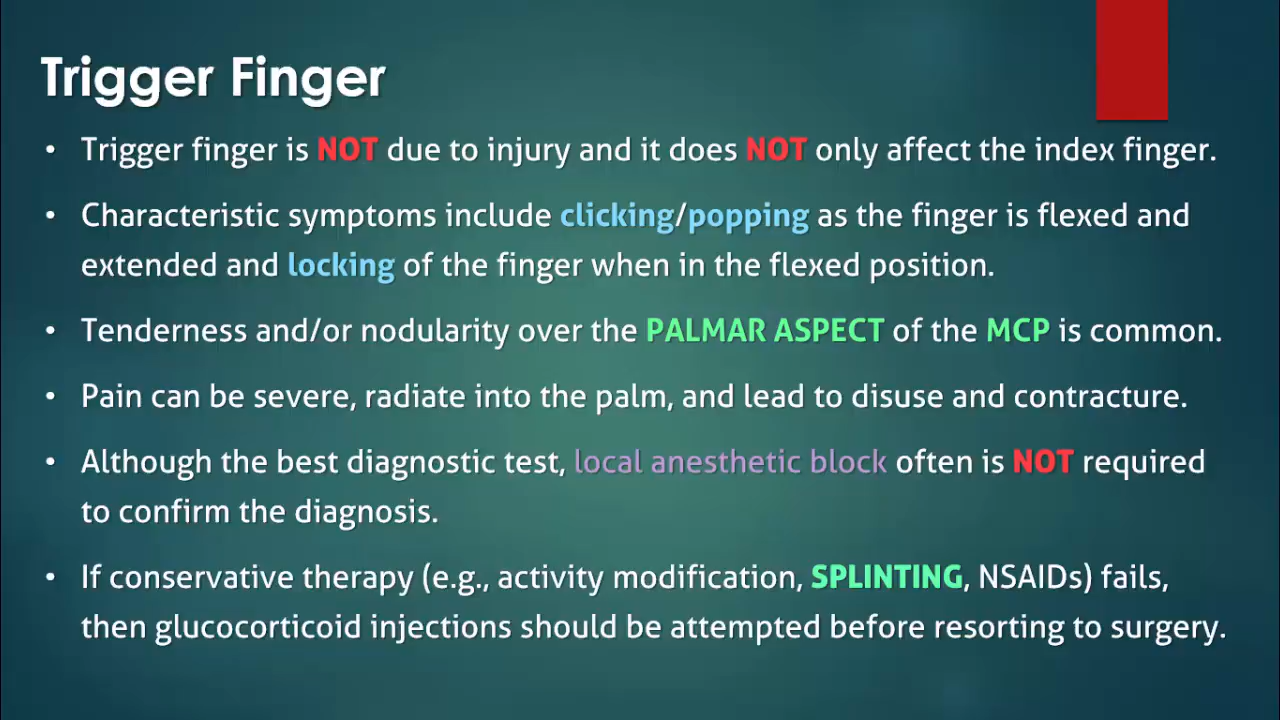 Trigger Finger
• Trigger finger is NOT due to injury and it does NOT only affect the index finger.
• Characteristic symptoms include clicking/popping as the finger is flexed and
extended and locking of the finger when in the flexed position.
• Tenderness and/or nodularity over the PALMAR ASPECT of the MCP is common.
• Pain can be severe, radiate into the palm, and lead to disuse and contracture.
• Although the best diagnostic test, local anesthetic block often is NOT required
to confirm the diagnosis.
• If conservative therapy (e.g., activity modification, SPLINTING, NSAIDs) fails,
then glucocorticoid injections should be attempted before resorting to surgery.